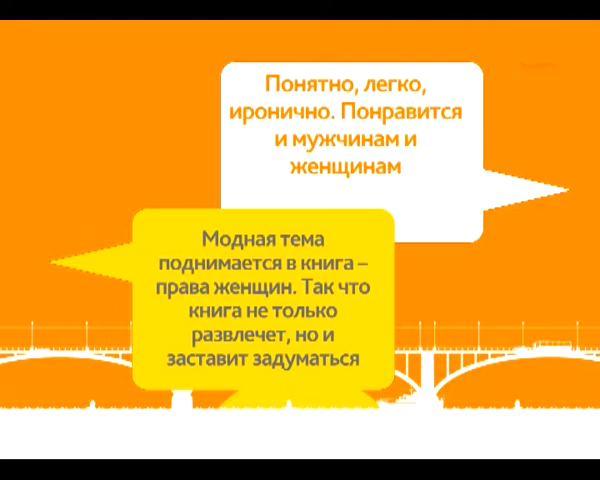 Понятно, легко,
иронично. Понравится
и мужчинам и
женщинам
Модная тема
поднимается в книга –
права женщин. Так что
книга не только
развлечет, но и
заставит задуматься